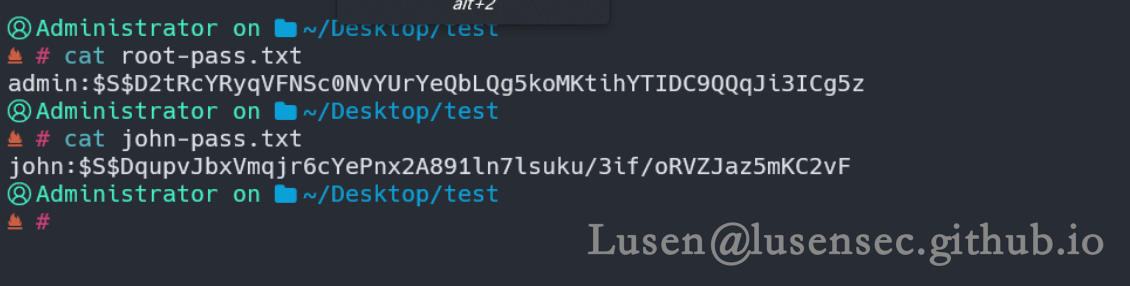 alt+2
Administrator on ~/Desktop/test
# cat root-pass.txt
admin:$S$D2tRcYRyqVFNSc0NvYUrYeQbLQg5koMKtihYTIDC9QQqJi3ICg5z
Administrator on ~/Desktop/test
# cat john-pass.txt
john:$S$DqupvJbxVmqjr6cYePnx2A891ln7lsuku/3if/oRVZJaz5mKC2vF
Administrator on ~/Desktop/test
#
Lusen@lusensec.github.io